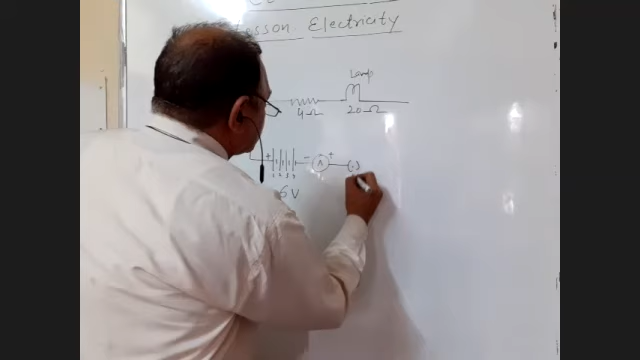 Lesson. Electricity
Lamp
4Ω 20Ω
+ - A + (.)
6V